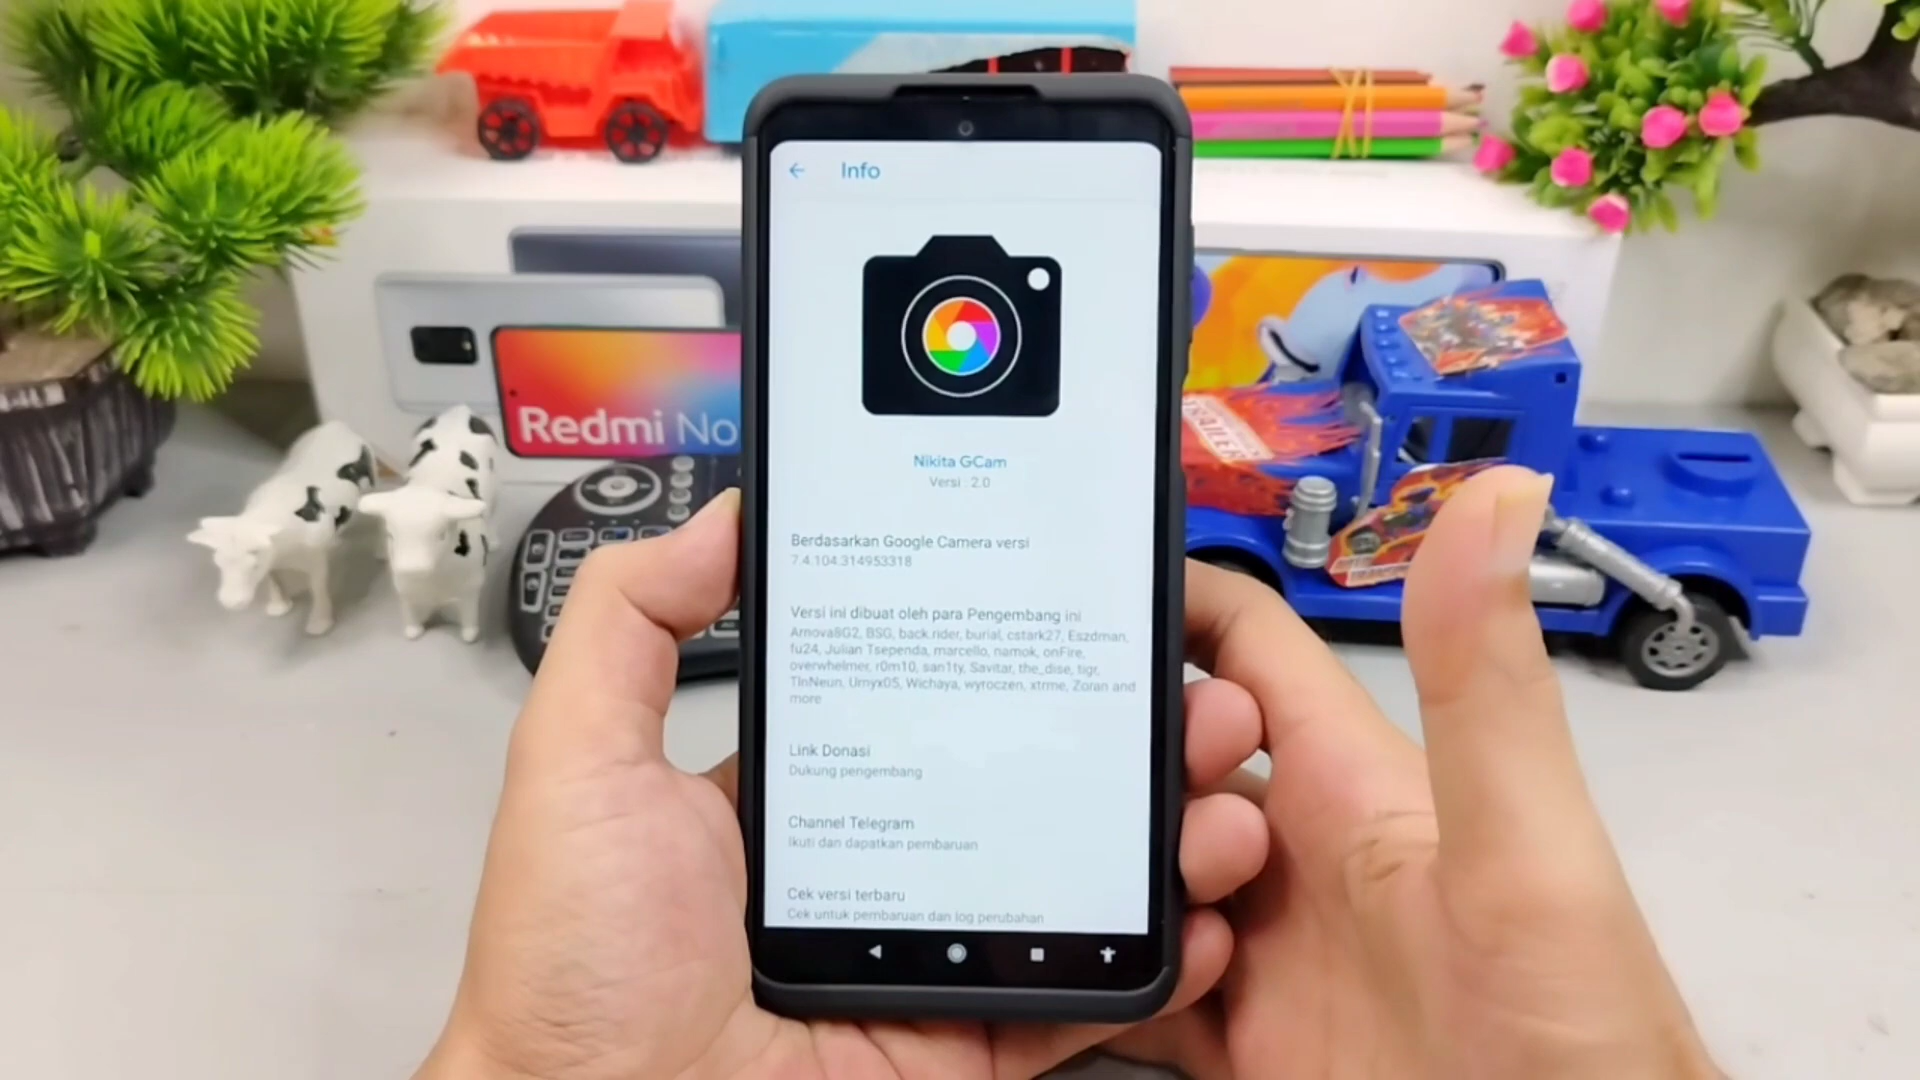 Info
Redmi No
Nikita GCam
Versi : 2.0
Berdasarkan Google Camera versi
7.4.104.314953318
Versi ini dibuat oleh para Pengembang ini
Arnova8G2, BSG, back.rider, burial, cstark27, Eszdman,
fu24, Julian Tsependa, marcello, namok, onFire,
overwhelmer, r0m10, san1ty, Savitar, the_dise, tigr,
TlnNeun, Urnyx05, Wichaya, wyroczen, xtrme, Zoran and
more
Link Donasi
Dukung pengembang
Channel Telegram
Ikuti dan dapatkan pembaruan
Cek versi terbaru
Cek untuk pembaruan dan log perubahan
TRAILER